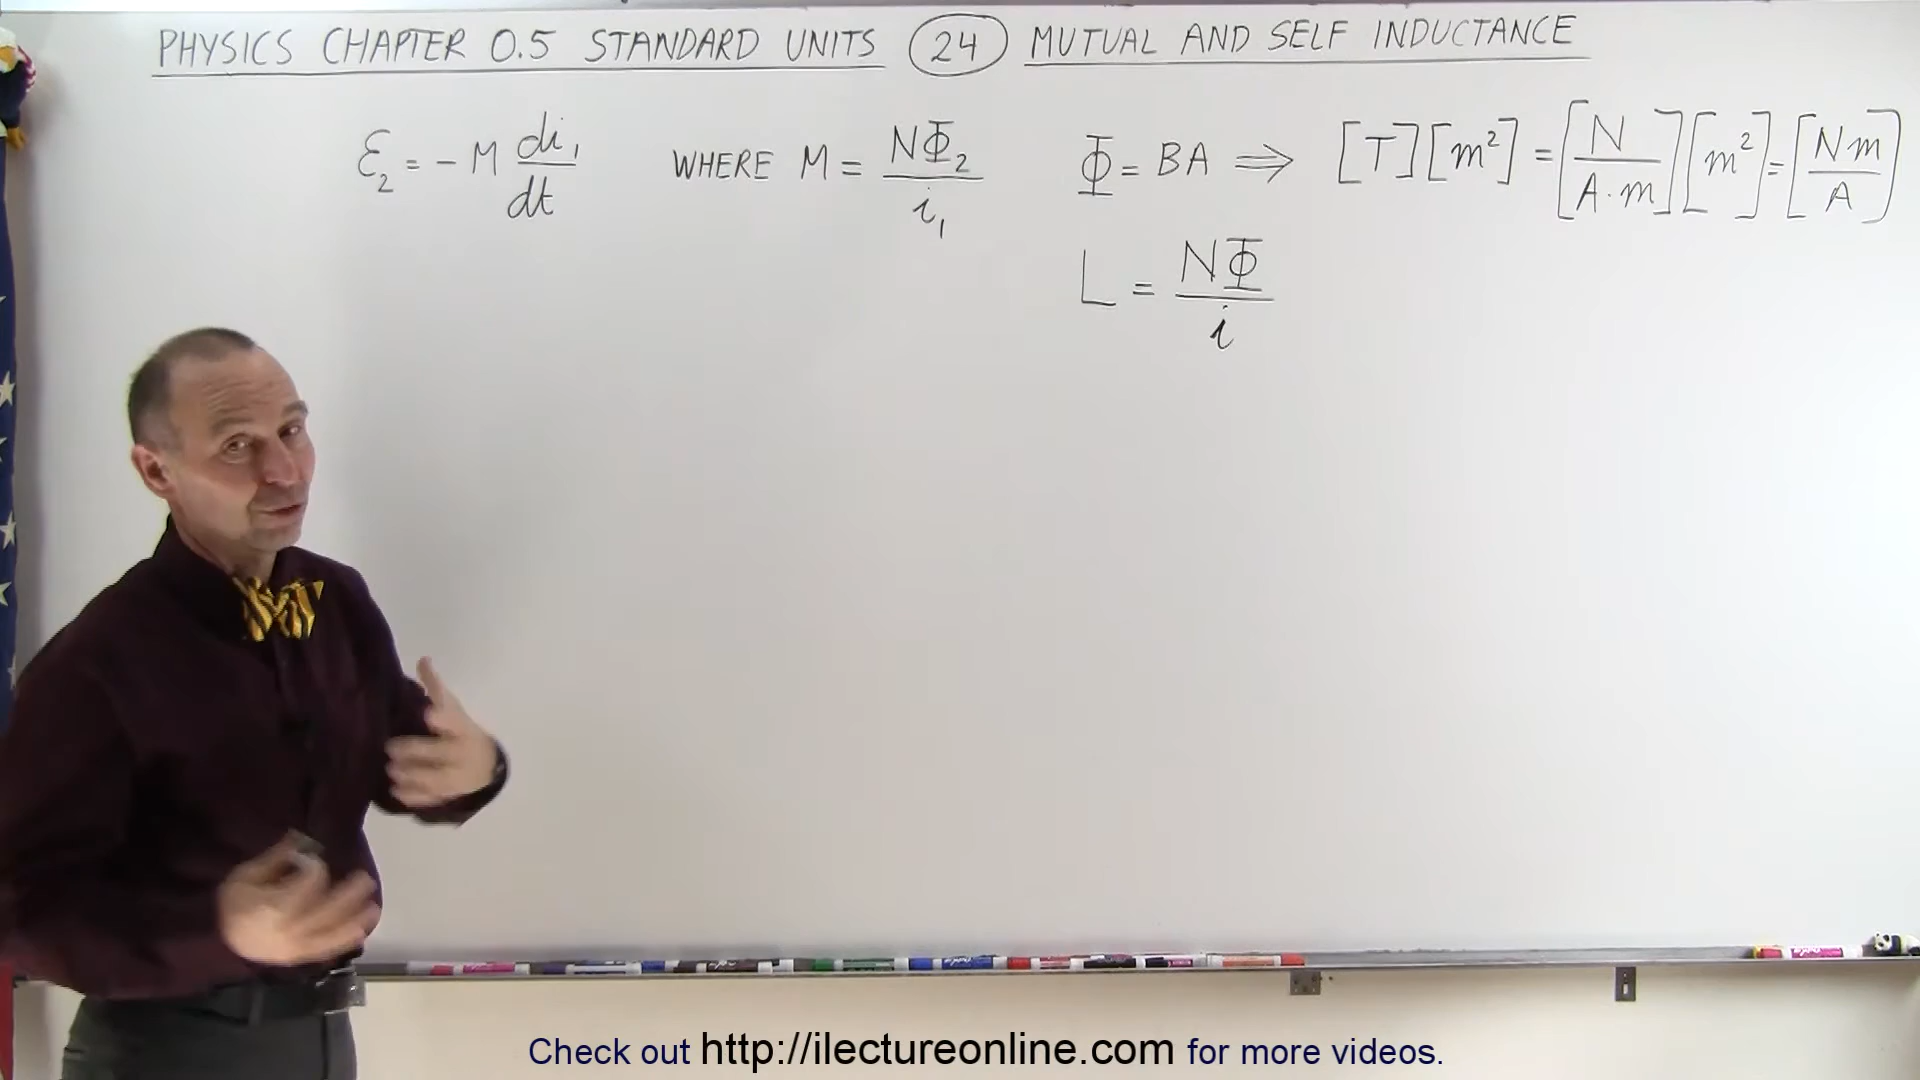 PHYSICS CHAPTER 0.5 STANDARD UNITS 24 MUTUAL AND SELF INDUCTANCE
Ɛ₂ = - M di₁/dt WHERE M = NΦ₂/i₁ Φ = BA ⇒ [T][m²] = [N/A·m][m²] = [Nm/A]
L = NΦ/i
Check out http://ilectureonline.com for more videos.